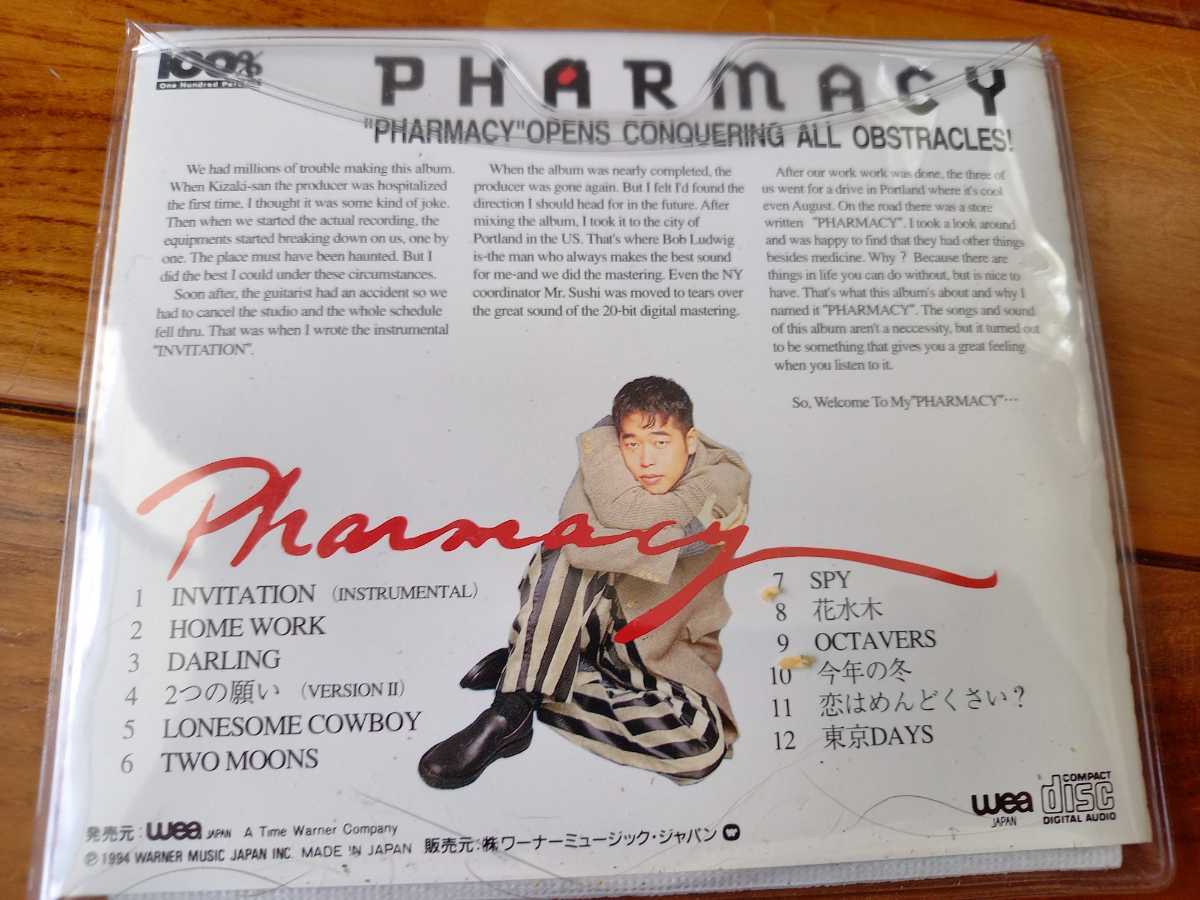 100%
One Hundred Percent
PHARMACY
"PHARMACY"OPENS CONQUERING ALL OBSTRACLES!
We had millions of trouble making this album.
When Kizaki-san the producer was hospitalized
the first time, I thought it was some kind of joke.
Then when we started the actual recording, the
equipments started breaking down on us, one by
one. The place must have been haunted. But I
did the best I could under these circumstances.
Soon after, the guitarist had an accident so we
had to cancel the studio and the whole schedule
fell thru. That was when I wrote the instrumental
"INVITATION".
When the album was nearly completed, the
producer was gone again. But I felt I'd found the
direction I should head for in the future. After
mixing the album, I took it to the city of
Portland in the US. That's where Bob Ludwig
is-the man who always makes the best sound
for me-and we did the mastering. Even the NY
coordinator Mr. Sushi was moved to tears over
the great sound of the 20-bit digital mastering.
After our work work was done, the three of
us went for a drive in Portland where it's cool
even August. On the road there was a store
written "PHARMACY". I took a look around
and was happy to find that they had other things
besides medicine. Why ? Because there are
things in life you can do without, but is nice to
have. That's what this album's about and why I
named it "PHARMACY". The songs and sound
of this album aren't a neccessity, but it turned out
to be something that gives you a great feeling
when you listen to it.
So, Welcome To My"PHARMACY"…
Pharmacy
1 INVITATION (INSTRUMENTAL)
2 HOME WORK
3 DARLING
4 2つの願い (VERSION II)
5 LONESOME COWBOY
6 TWO MOONS
7 SPY
8 花水木
9 OCTAVERS
10 今年の冬
11 恋はめんどくさい?
12 東京DAYS
発売元:wea JAPAN A Time Warner Company
℗1994 WARNER MUSIC JAPAN INC. MADE IN JAPAN 販売元:㈱ワーナーミュージック・ジャパン
wea
JAPAN
COMPACT
disc
DIGITAL AUDIO